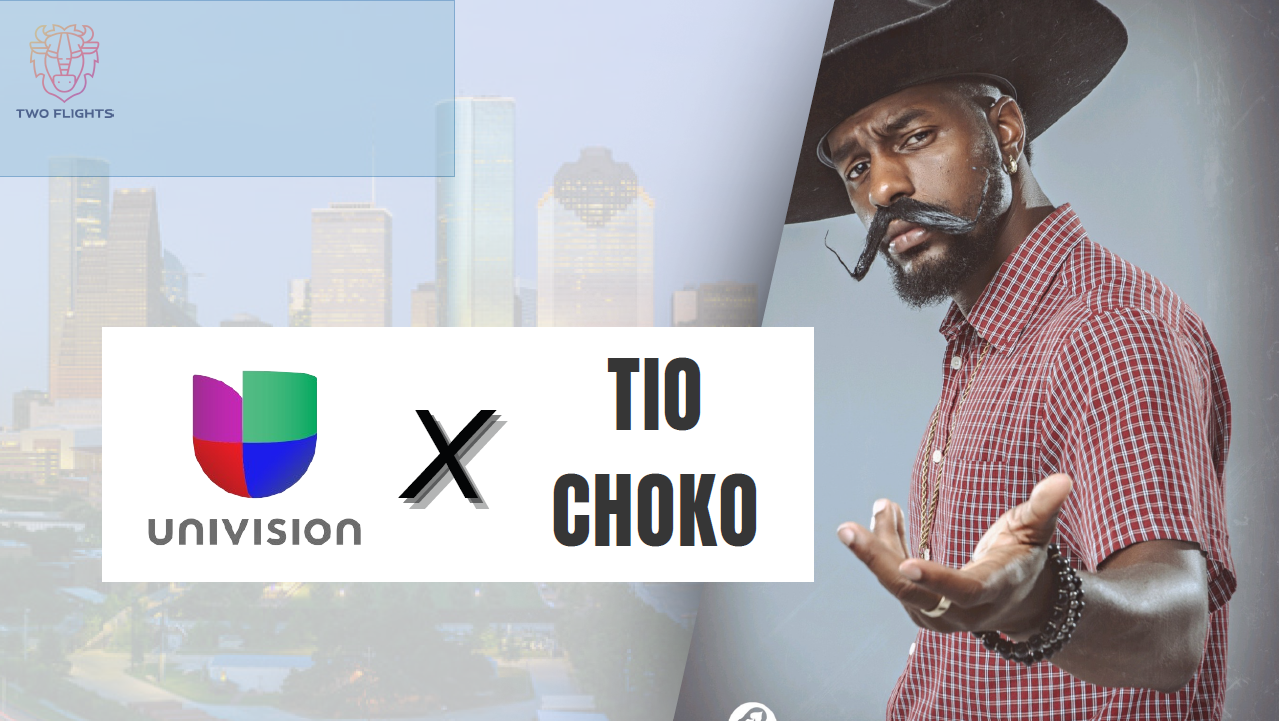 TWO FLIGHTS
UNIVISION
X
TIO
CHOKO